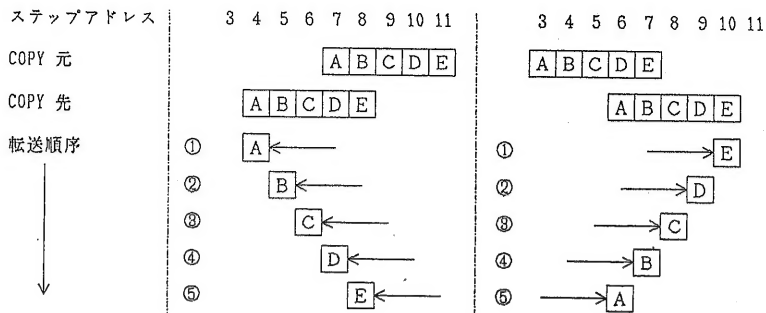 ステップアドレス 3 4 5 6 7 8 9 10 11 3 4 5 6 7 8 9 10 11
COPY 元 A B C D E A B C D E
COPY 先 A B C D E A B C D E
転送順序 ① A ① E
② B ② D
③ C ③ C
④ D ④ B
⑤ E ⑤ A